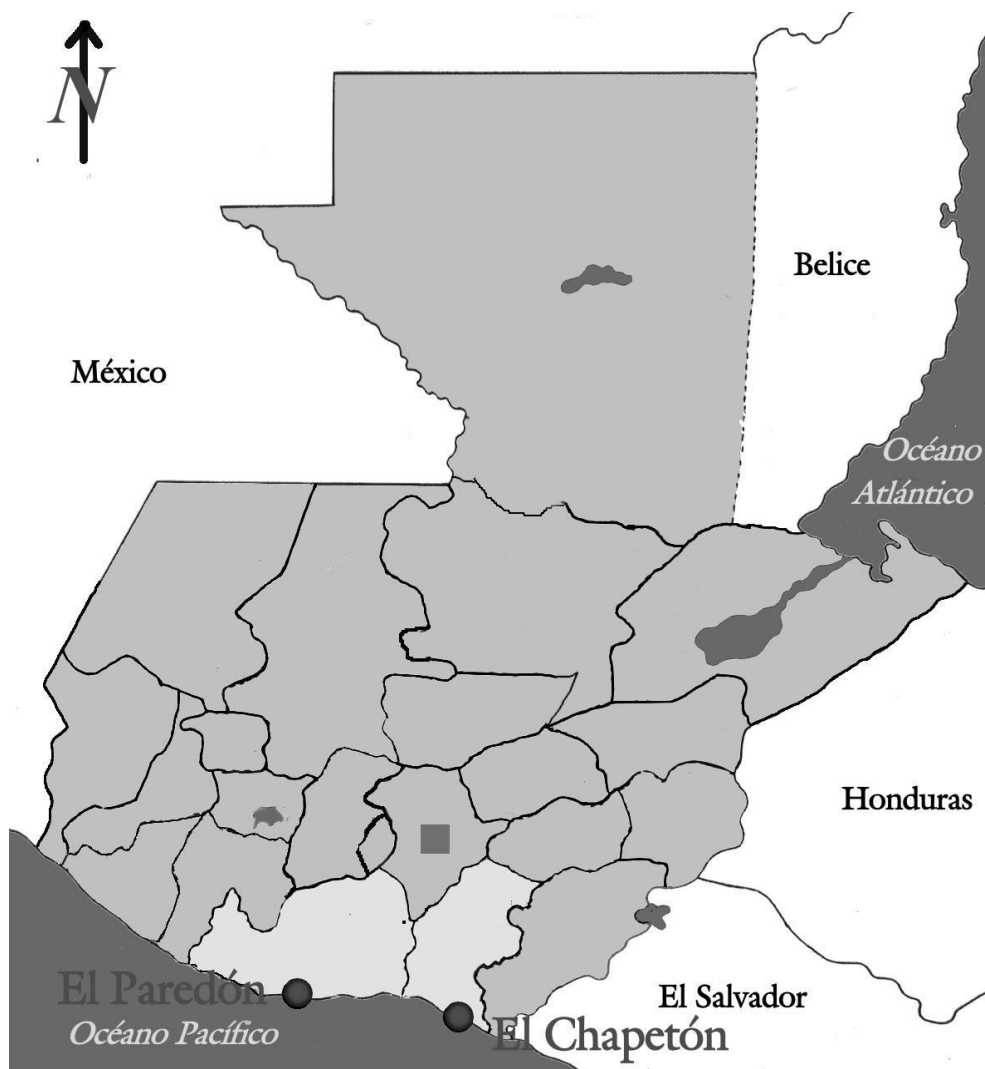 N
Belice
México
Océano
Atlántico
Honduras
El Paredón
El Salvador
Océano Pacífico
El Chapetón